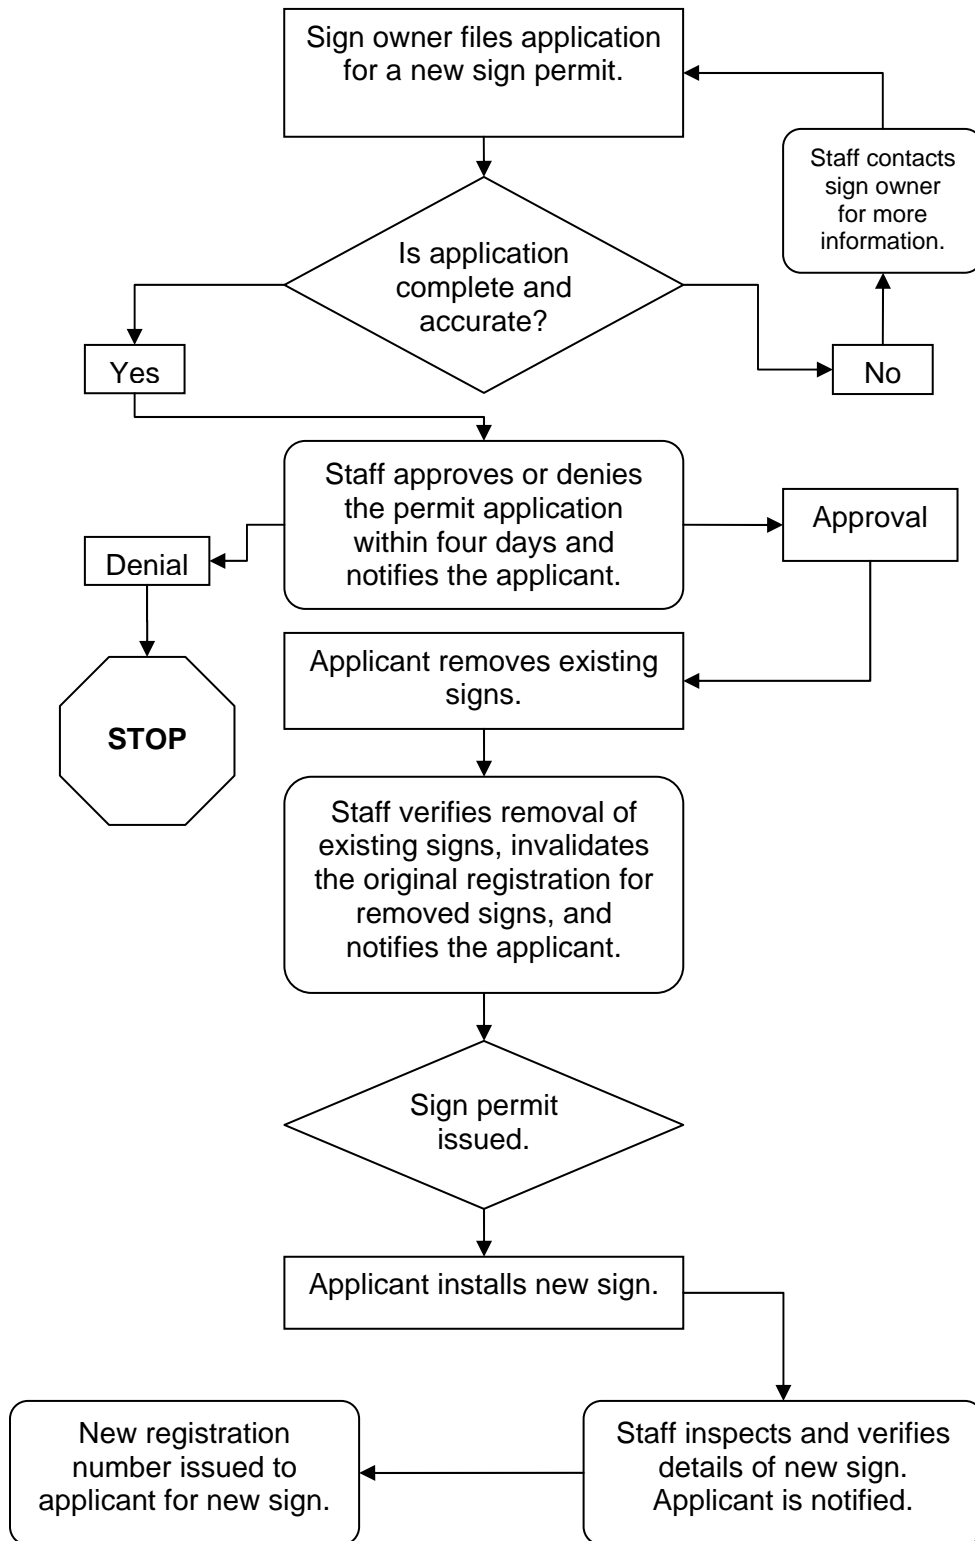 Sign owner files application
for a new sign permit.
Staff contacts
sign owner
for more
information.
Is application
complete and
accurate?
Yes
No
Staff approves or denies
the permit application
within four days and
notifies the applicant.
Approval
Denial
Applicant removes existing
signs.
STOP
Staff verifies removal of
existing signs, invalidates
the original registration for
removed signs, and
notifies the applicant.
Sign permit
issued.
Applicant installs new sign.
Staff inspects and verifies
details of new sign.
Applicant is notified.
New registration
number issued to
applicant for new sign.